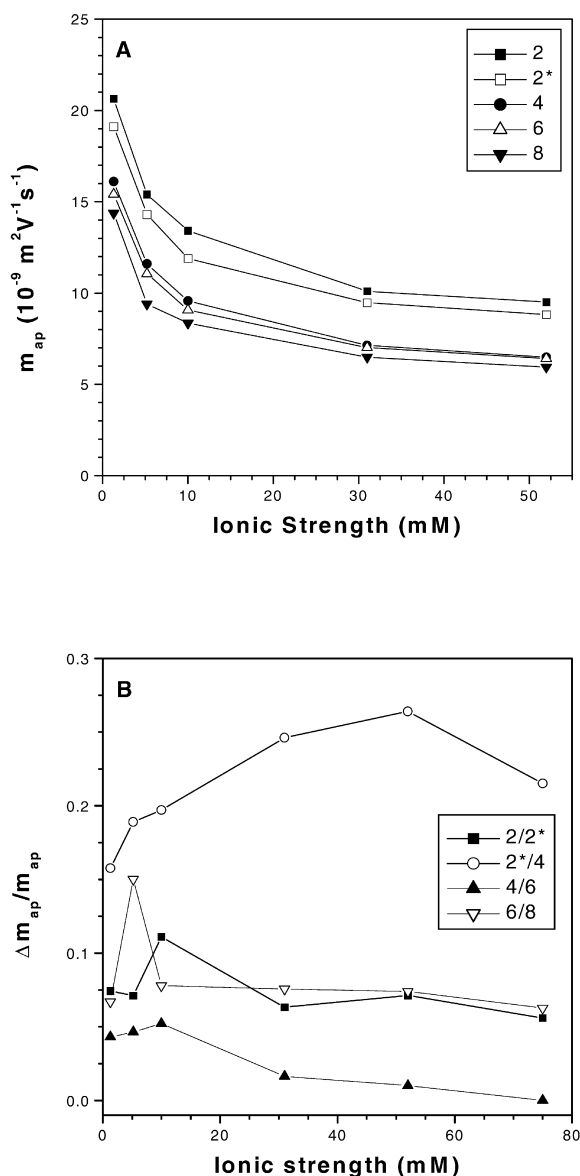 25
A
2
2*
4
6
8
20
15
10
5
0
m_ap (10^-9 m^2V^-1s^-1)
0 10 20 30 40 50
Ionic Strength (mM)
0.3
B
0.2
2/2*
2*/4
4/6
6/8
0.1
0.0
Δm_ap/m_ap
0 20 40 60 80
Ionic strength (mM)